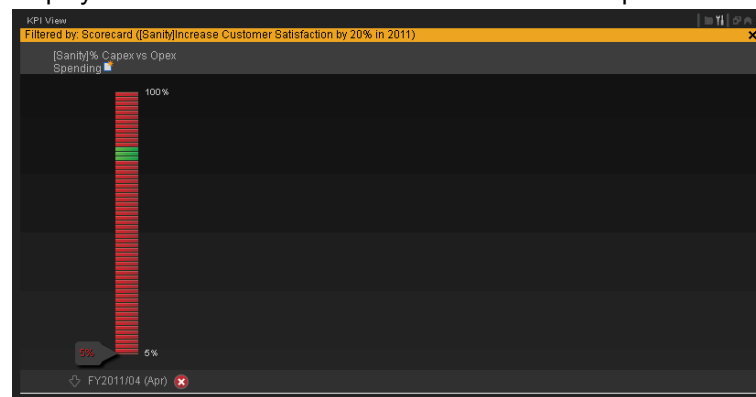 KPI View
Filtered by: Scorecard ([Sanity]Increase Customer Satisfaction by 20% in 2011)
[Sanity]% Capex vs Opex
Spending
100%
5%
5%
FY2011/04 (Apr)